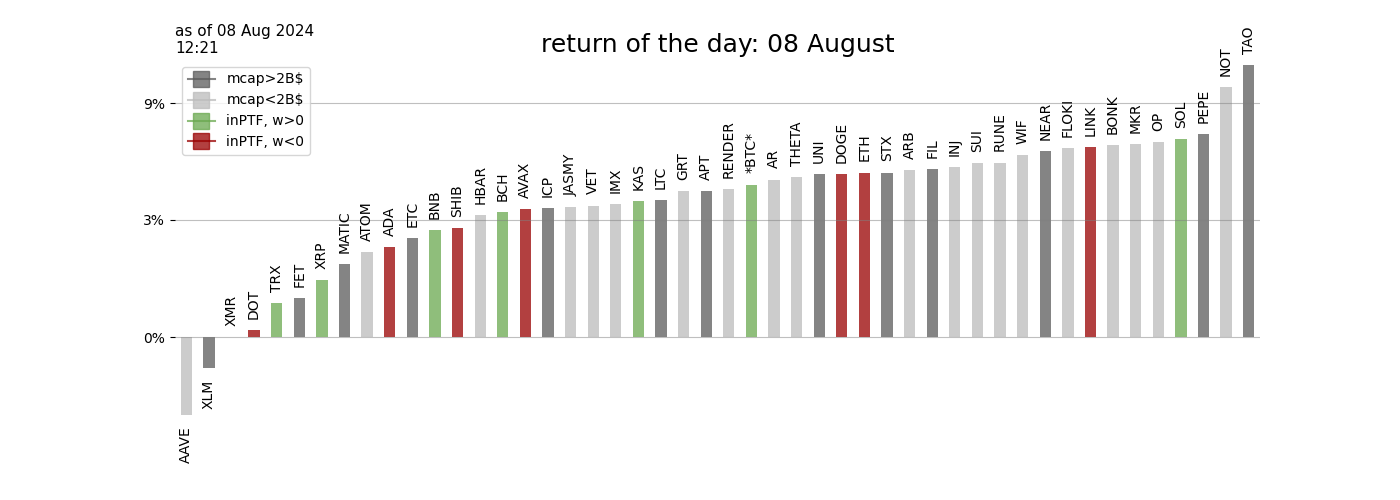 as of 08 Aug 2024
12:21
return of the day: 08 August
mcap>2B$
mcap<2B$
inPTF, w>0
inPTF, w<0
9%
3%
0%
AAVE
XLM
XMR
DOT
TRX
FET
XRP
MATIC
ATOM
ADA
ETC
BNB
SHIB
HBAR
BCH
AVAX
ICP
JASMY
VET
IMX
KAS
LTC
GRT
APT
RENDER
*BTC*
AR
THETA
UNI
DOGE
ETH
STX
ARB
FIL
INJ
SUI
RUNE
WIF
NEAR
FLOKI
LINK
BONK
MKR
OP
SOL
PEPE
NOT
TAO